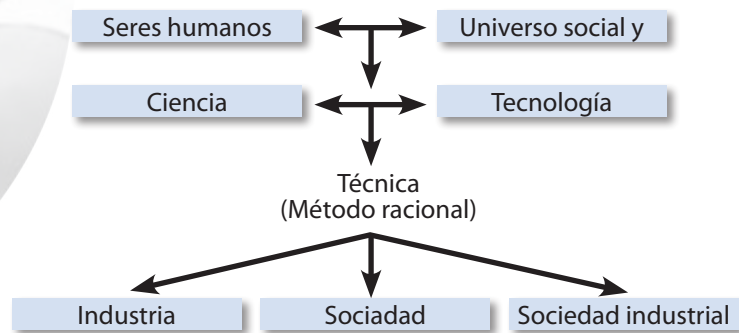 Seres humanos
Universo social y
Ciencia
Tecnología
Técnica
(Método racional)
Industria
Sociadad
Sociedad industrial